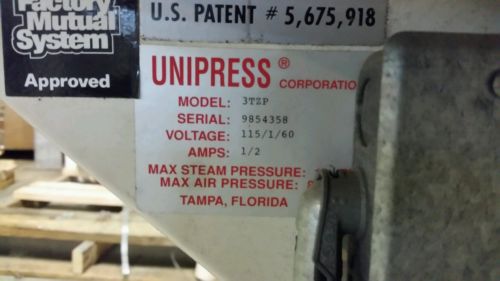 Factory
Mutual
System
Approved
U.S. PATENT # 5,675,918
UNIPRESS ®
CORPORATIO
MODEL: 3TZP
SERIAL: 9854358
VOLTAGE: 115/1/60
AMPS: 1/2
MAX STEAM PRESSURE:
MAX AIR PRESSURE:
TAMPA, FLORIDA